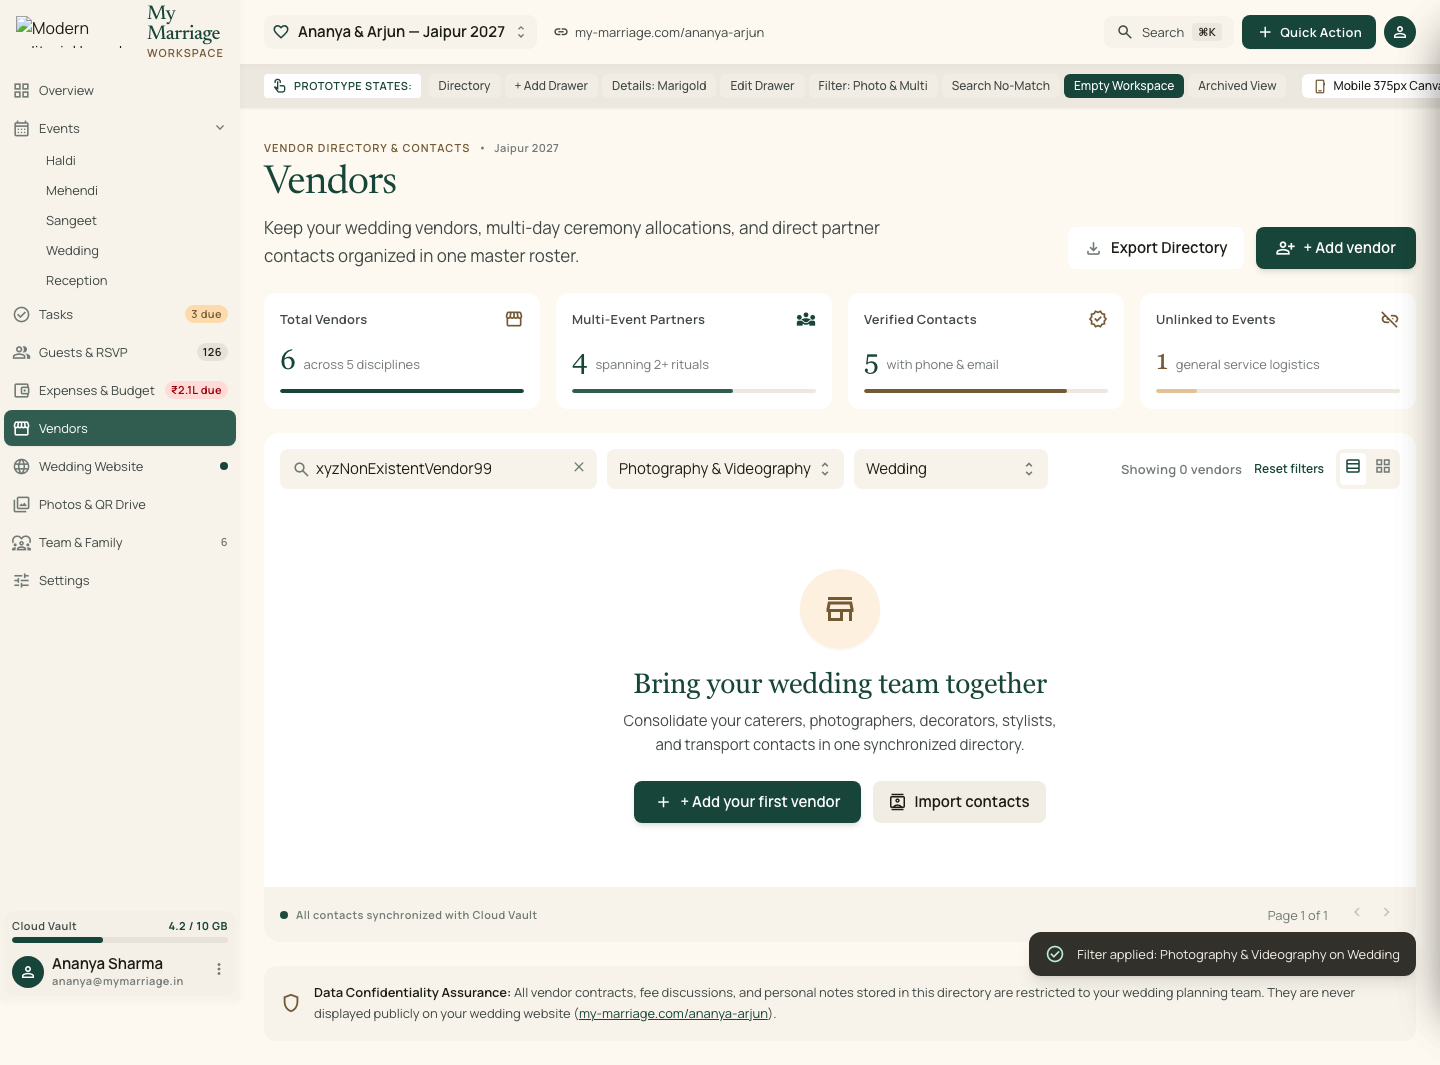 Modern
My
Marriage
WORKSPACE
Ananya & Arjun — Jaipur 2027
my-marriage.com/ananya-arjun
Search ⌘K
Quick Action
PROTOTYPE STATES:
Directory
+ Add Drawer
Details: Marigold
Edit Drawer
Filter: Photo & Multi
Search No-Match
Empty Workspace
Archived View
Mobile 375px Canva
Overview
Events
Haldi
Mehendi
Sangeet
Wedding
Reception
Tasks 3 due
Guests & RSVP 126
Expenses & Budget ₹2.1L due
Vendors
Wedding Website
Photos & QR Drive
Team & Family 6
Settings
Cloud Vault 4.2 / 10 GB
Ananya Sharma
ananya@mymarriage.in
VENDOR DIRECTORY & CONTACTS • Jaipur 2027
Vendors
Keep your wedding vendors, multi-day ceremony allocations, and direct partner
contacts organized in one master roster.
Export Directory
+ Add vendor
Total Vendors
6 across 5 disciplines
Multi-Event Partners
4 spanning 2+ rituals
Verified Contacts
5 with phone & email
Unlinked to Events
1 general service logistics
xyzNonExistentVendor99
Photography & Videography
Wedding
Showing 0 vendors
Reset filters
Bring your wedding team together
Consolidate your caterers, photographers, decorators, stylists,
and transport contacts in one synchronized directory.
+ Add your first vendor
Import contacts
All contacts synchronized with Cloud Vault
Page 1 of 1
Filter applied: Photography & Videography on Wedding
Data Confidentiality Assurance: All vendor contracts, fee discussions, and personal notes stored in this directory are restricted to your wedding planning team. They are never
displayed publicly on your wedding website (my-marriage.com/ananya-arjun).